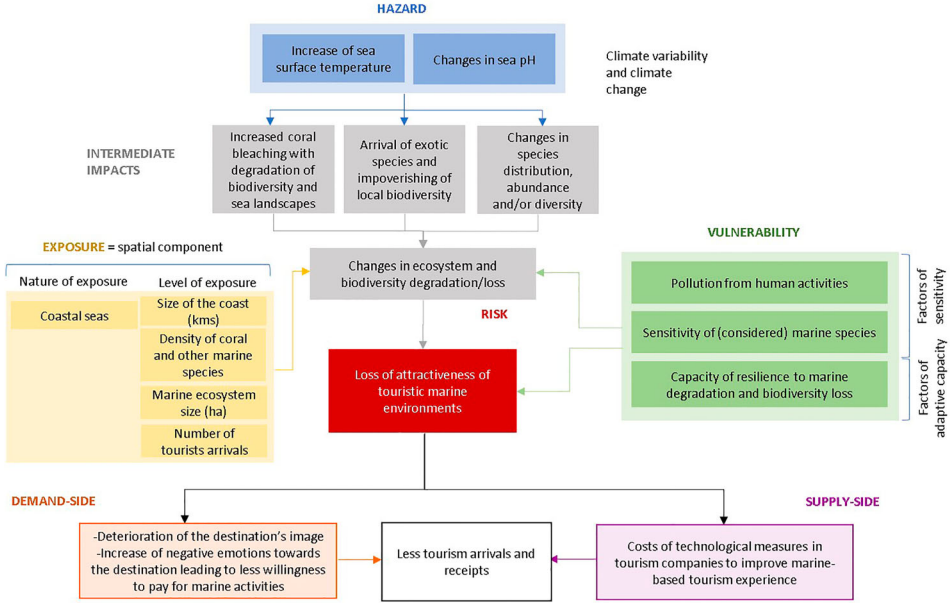 HAZARD
Increase of sea
surface temperature
Changes in sea pH
Climate variability
and climate
change
INTERMEDIATE
IMPACTS
Increased coral
bleaching with
degradation of
biodiversity and
sea landscapes
Arrival of exotic
species and
impoverishing of
local biodiversity
Changes in
species
distribution,
abundance
and/or diversity
EXPOSURE = spatial component
Nature of exposure
Level of exposure
Coastal seas
Size of the coast
(kms)
Density of coral
and other marine
species
Marine ecosystem
size (ha)
Number of
tourists arrivals
Changes in ecosystem and
biodiversity degradation/loss
RISK
Loss of attractiveness of
touristic marine
environments
VULNERABILITY
Pollution from human activities
Sensitivity of (considered) marine species
Capacity of resilience to marine
degradation and biodiversity loss
Factors of
sensitivity
Factors of
adaptive capacity
DEMAND-SIDE
-Deterioration of the destination's image
-Increase of negative emotions towards
the destination leading to less willingness
to pay for marine activities
Less tourism arrivals and
receipts
SUPPLY-SIDE
Costs of technological measures in
tourism companies to improve marine-
based tourism experience